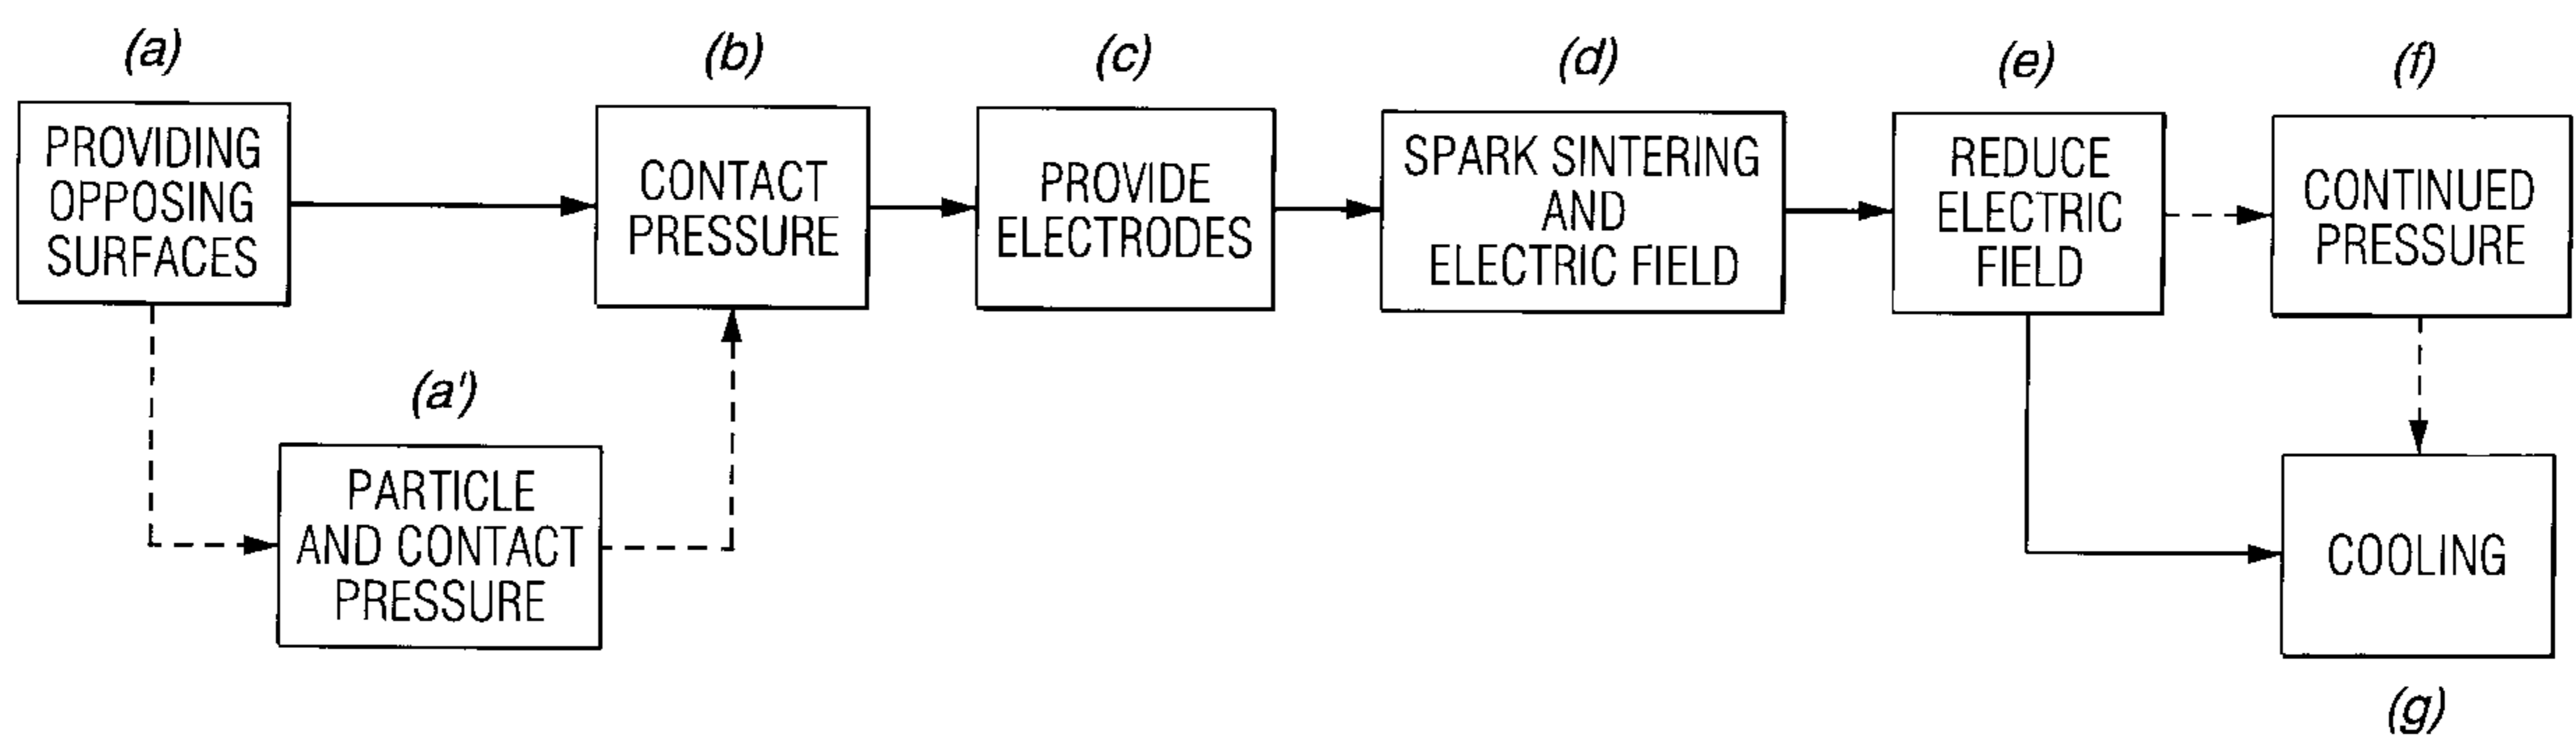 (a)
PROVIDING
OPPOSING
SURFACES
(b)
CONTACT
PRESSURE
(c)
PROVIDE
ELECTRODES
(d)
SPARK SINTERING
AND
ELECTRIC FIELD
(e)
REDUCE
ELECTRIC
FIELD
(f)
CONTINUED
PRESSURE
(a')
PARTICLE
AND CONTACT
PRESSURE
COOLING
(g)